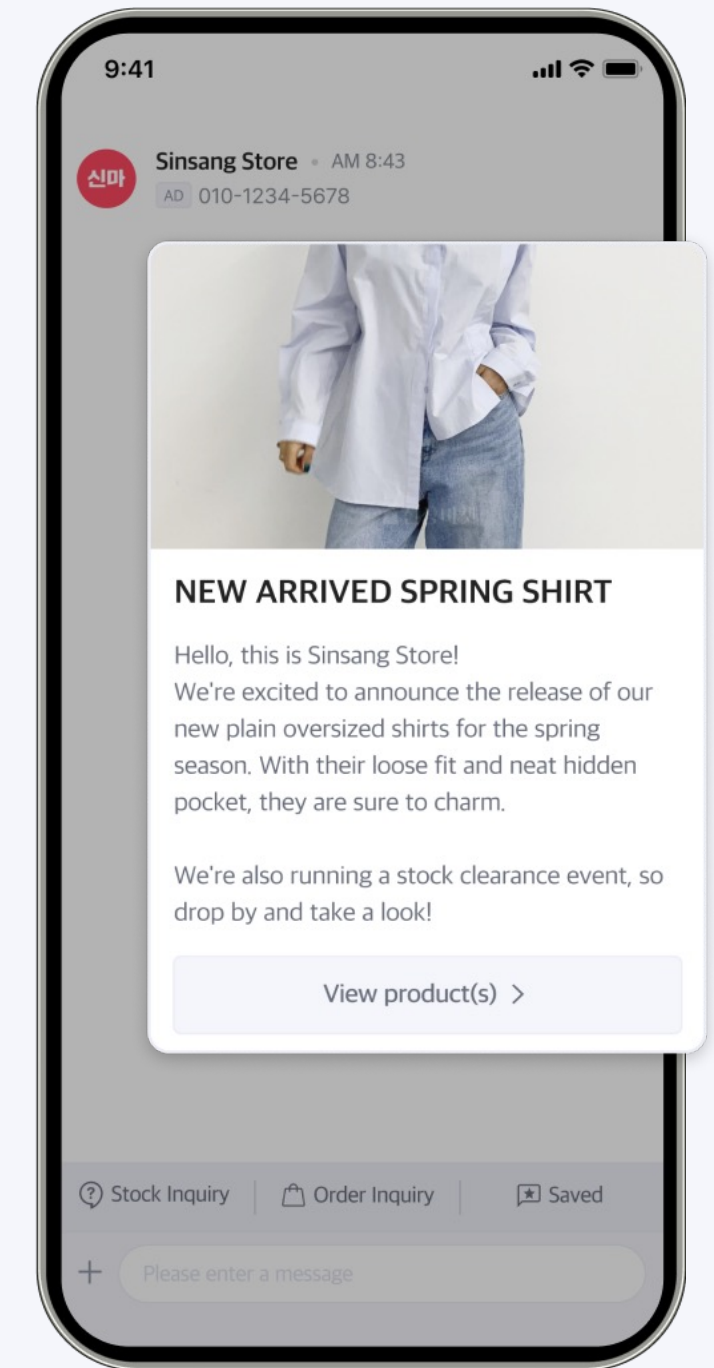 9:41
신마
Sinsang Store • AM 8:43
AD 010-1234-5678
NEW ARRIVED SPRING SHIRT
Hello, this is Sinsang Store!
We're excited to announce the release of our
new plain oversized shirts for the spring
season. With their loose fit and neat hidden
pocket, they are sure to charm.
We're also running a stock clearance event, so
drop by and take a look!
View product(s) >
Stock Inquiry
Order Inquiry
Saved
Please enter a message